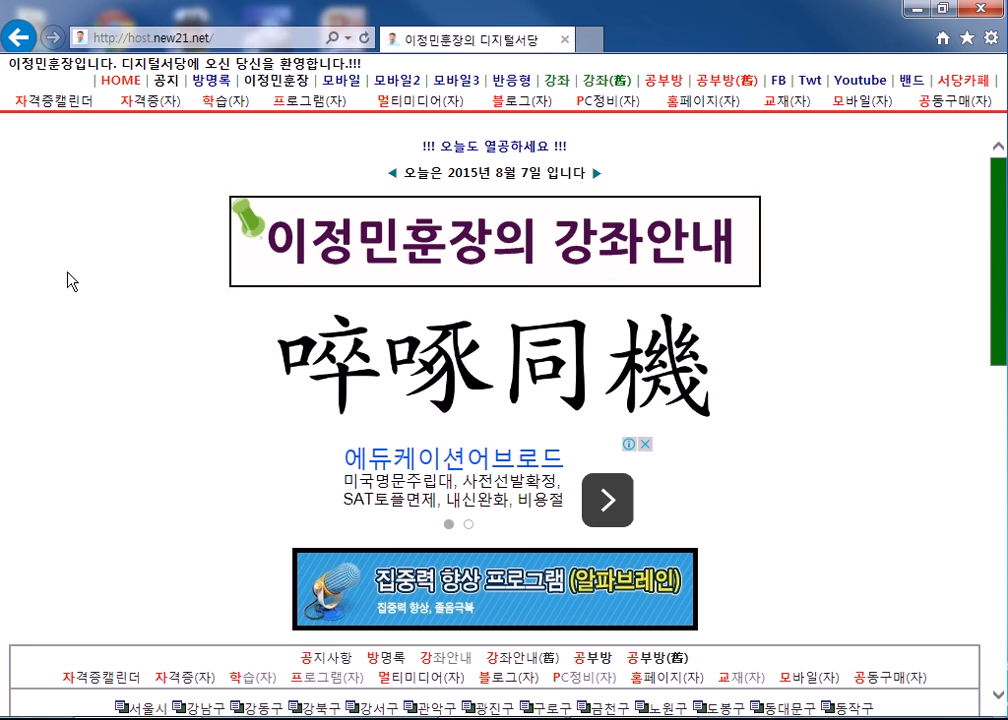 http://host.new21.net/
이정민훈장의 디지털서당
이정민훈장입니다. 디지털서당에 오신 당신을 환영합니다.!!!
| HOME | 공지 | 방명록 | 이정민훈장 | 모바일 | 모바일2 | 모바일3 | 반응형 | 강좌 | 강좌(舊) | 공부방 | 공부방(舊) | FB | Twt | Youtube | 밴드 | 서당카페 |
자격증캘린더 자격증(자) 학습(자) 프로그램(자) 멀티미디어(자) 블로그(자) PC정비(자) 홈페이지(자) 교재(자) 모바일(자) 공동구매(자)
!!! 오늘도 열공하세요 !!!
◀ 오늘은 2015년 8월 7일 입니다 ▶
이정민훈장의 강좌안내
啐啄同機
에듀케이션어브로드
미국명문주립대, 사전선발확정,
SAT토플면제, 내신완화, 비용절
집중력 향상 프로그램 (알파브레인)
집중력 향상, 졸음극복
공지사항 방명록 강좌안내 강좌안내(舊) 공부방 공부방(舊)
자격증캘린더 자격증(자) 학습(자) 프로그램(자) 멀티미디어(자) 블로그(자) PC정비(자) 홈페이지(자) 교재(자) 모바일(자) 공동구매(자)
서울시 강남구 강동구 강북구 강서구 관악구 광진구 구로구 금천구 노원구 도봉구 동대문구 동작구